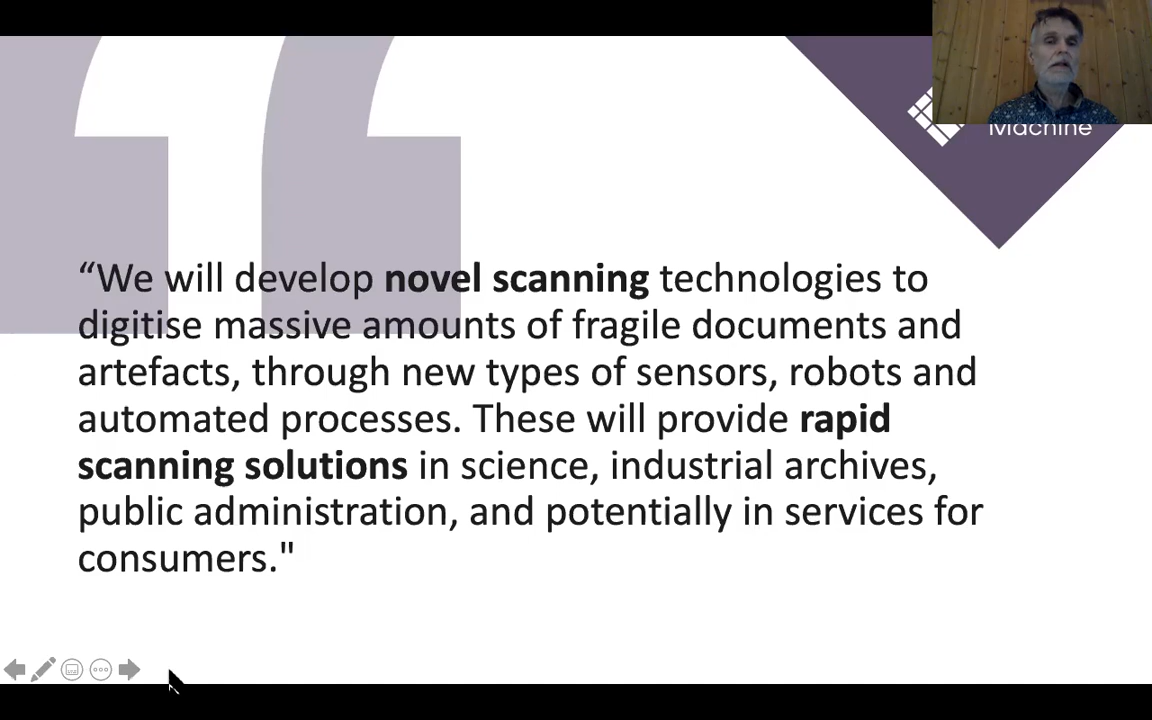 Machine
“We will develop novel scanning technologies to
digitise massive amounts of fragile documents and
artefacts, through new types of sensors, robots and
automated processes. These will provide rapid
scanning solutions in science, industrial archives,
public administration, and potentially in services for
consumers."